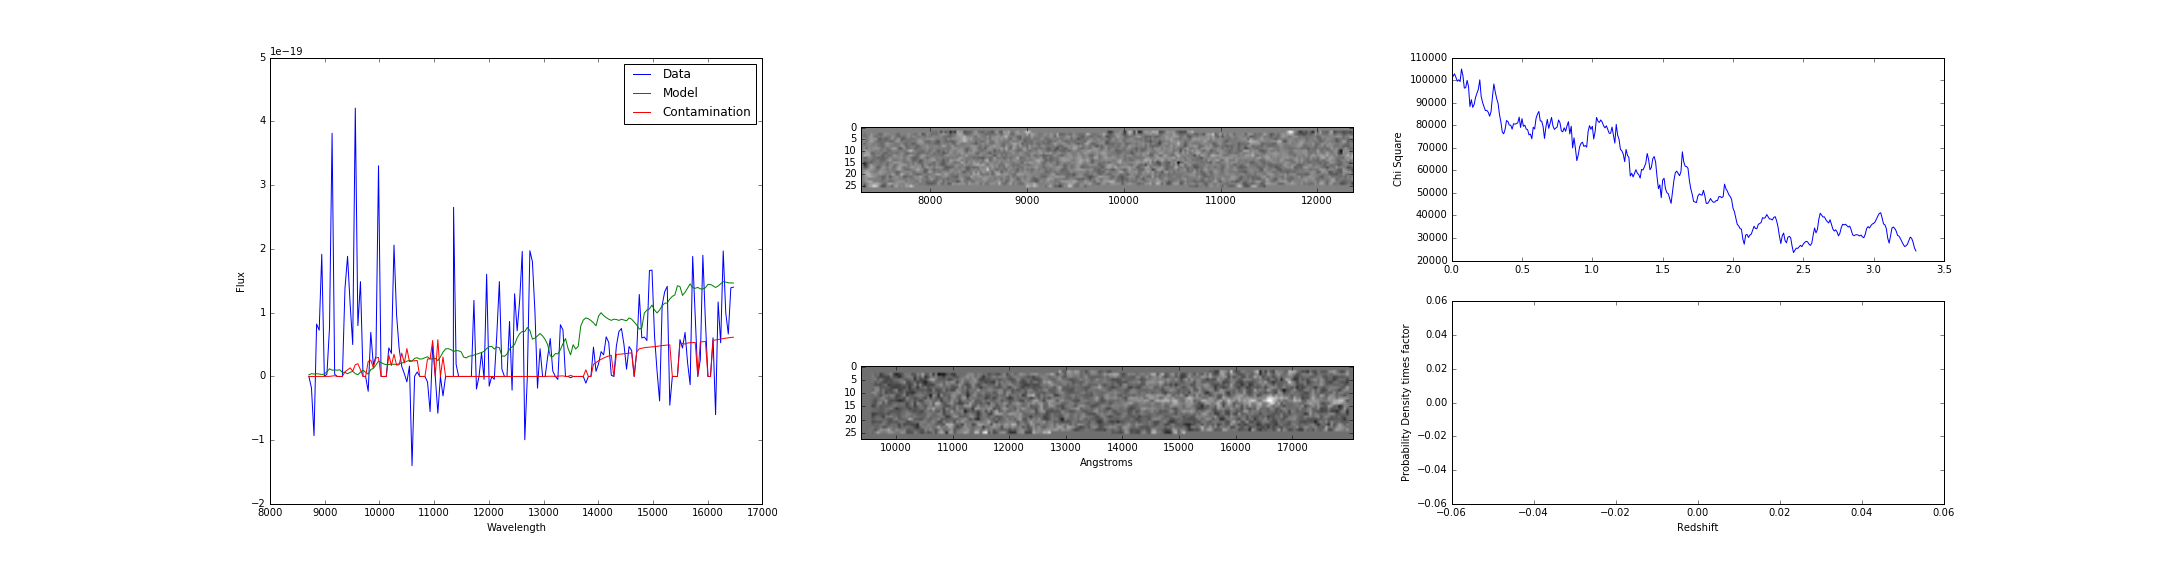 1e−19
5
4
3
2
1
0
−1
−2
Flux
8000 9000 10000 11000 12000 13000 14000 15000 16000 17000
Wavelength
Data
Model
Contamination
0
5
10
15
20
25
8000 9000 10000 11000 12000
0
5
10
15
20
25
10000 11000 12000 13000 14000 15000 16000 17000
Angstroms
110000
100000
90000
80000
70000
60000
50000
40000
30000
20000
Chi Square
0.0 0.5 1.0 1.5 2.0 2.5 3.0 3.5
0.06
0.04
0.02
0.00
−0.02
−0.04
−0.06
Probability Density times factor
−0.06 −0.04 −0.02 0.00 0.02 0.04 0.06
Redshift